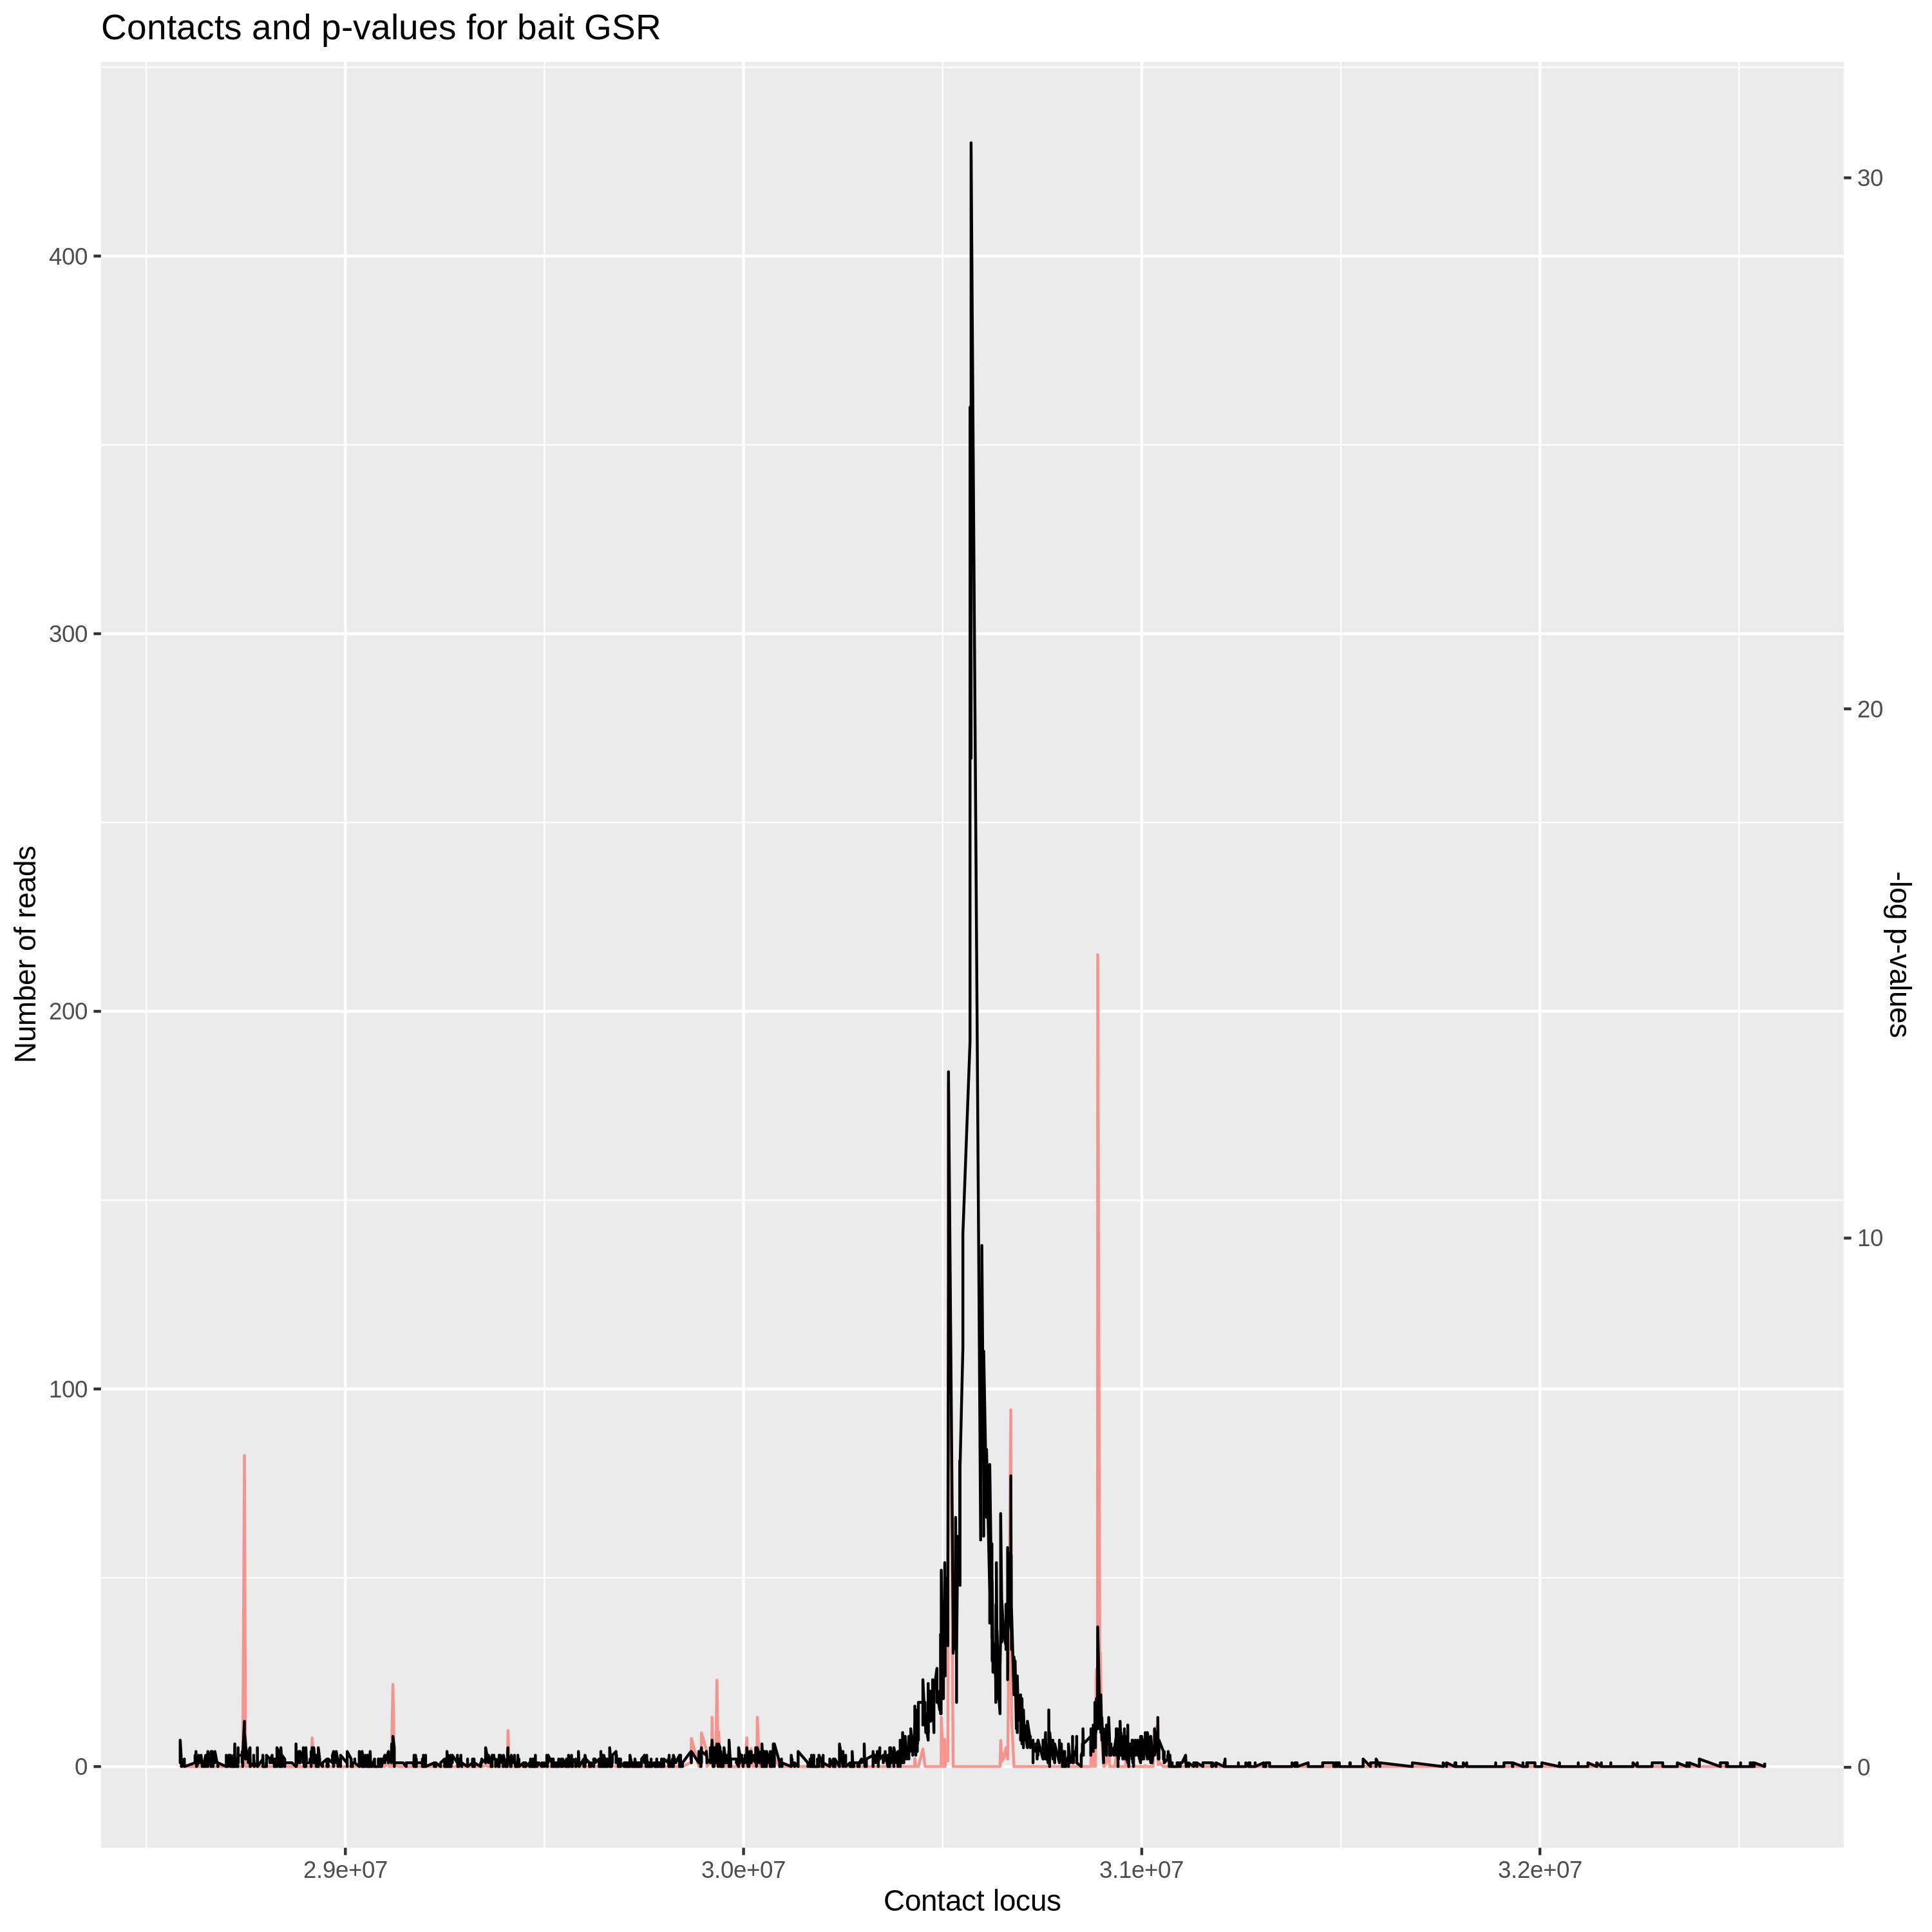 Contacts and p-values for bait GSR
400
300
200
100
0
30
20
10
0
Number of reads
-log p-values
2.9e+07
3.0e+07
3.1e+07
3.2e+07
Contact locus